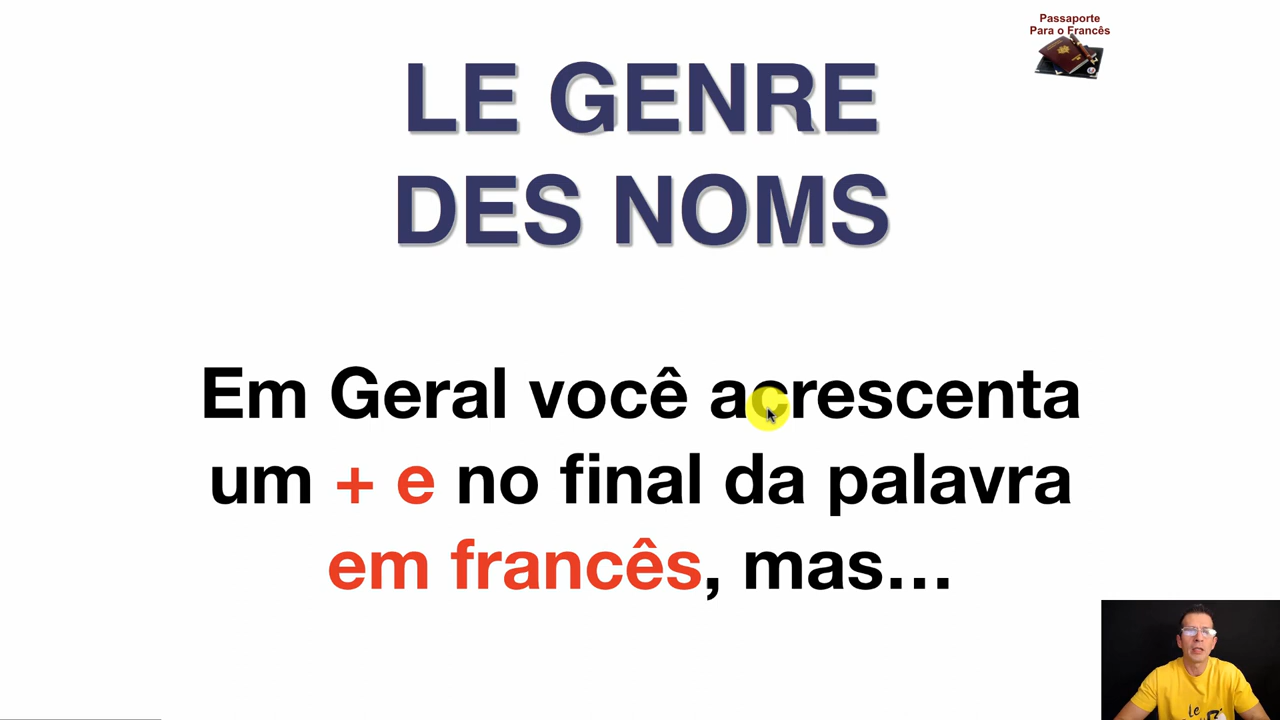 Passaporte
Para o Francês
LE GENRE
DES NOMS
Em Geral você acrescenta
um + e no final da palavra
em francês, mas...
Le